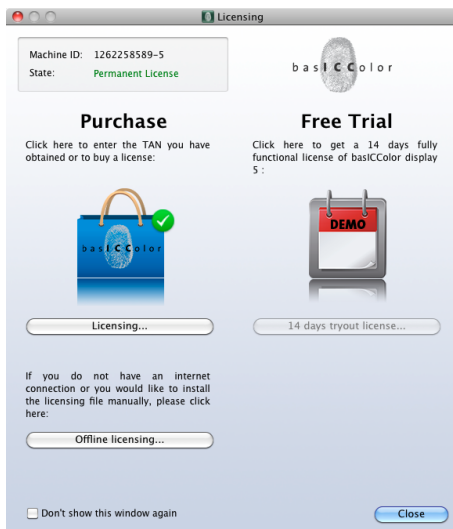 Licensing
Machine ID: 1262258589-5
State: Permanent License
basICColor
Purchase
Click here to enter the TAN you have
obtained or to buy a license:
basICColor
Licensing...
If you do not have an internet
connection or you would like to install
the licensing file manually, please click
here:
Offline licensing...
Free Trial
Click here to get a 14 days fully
functional license of basICColor display
5 :
DEMO
14 days tryout license...
Don't show this window again
Close